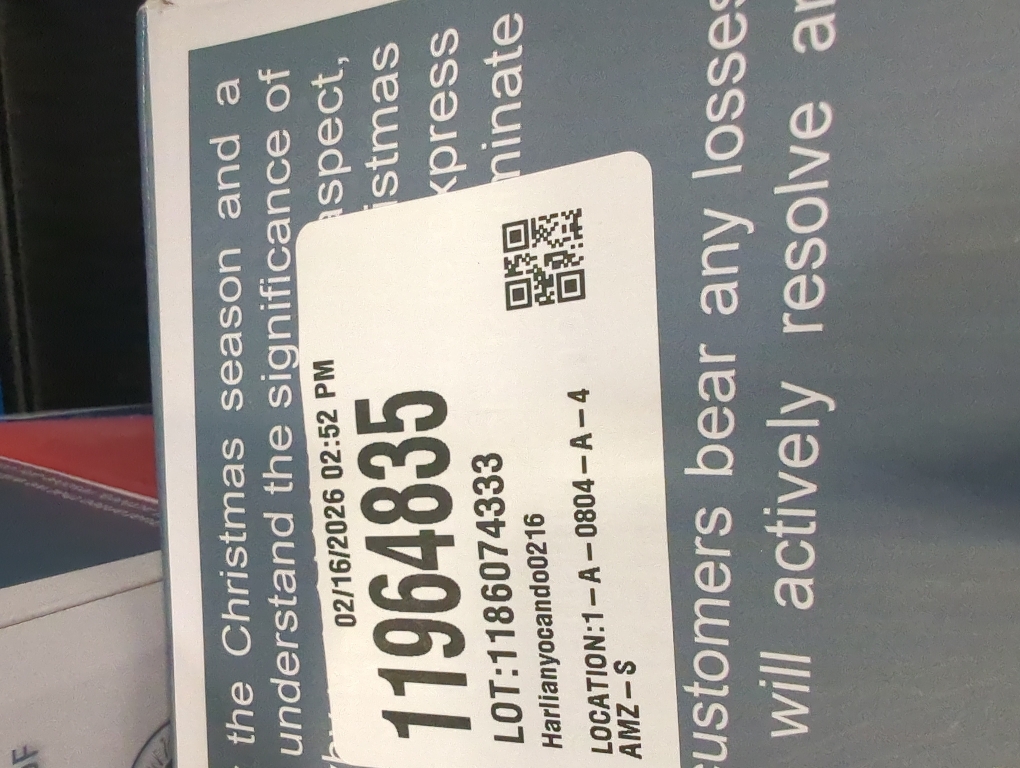 the Christmas season and a
understand the significance of
aspect,
istmas
xpress
minate
02/16/2026 02:52 PM
11964835
LOT:1186074333
Harlianyocando0216
LOCATION:1-A-0804-A-4
AMZ-S
customers bear any losses
will actively resolve an